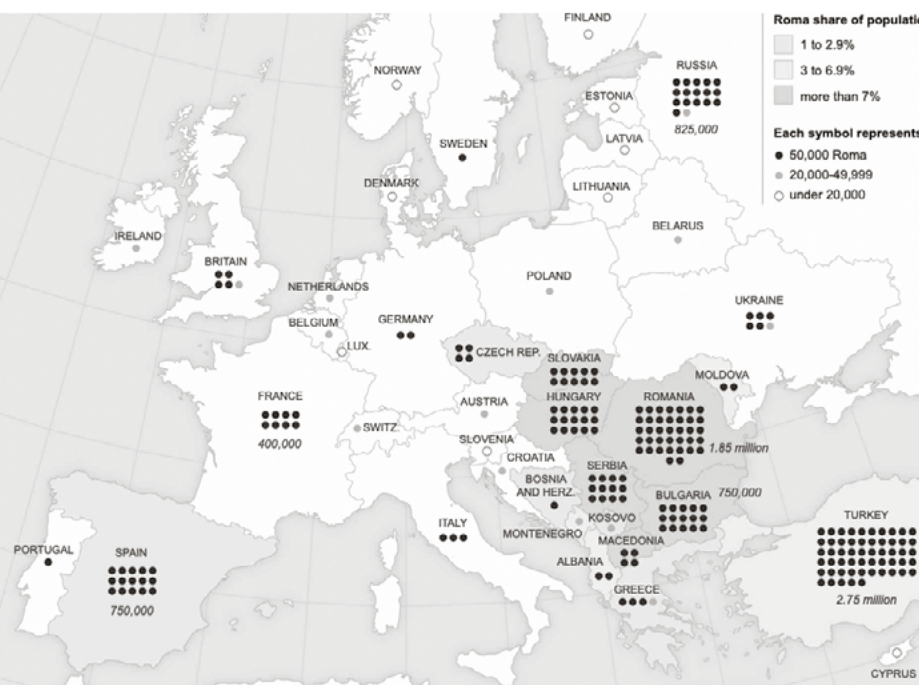 FINLAND
NORWAY
SWEDEN
ESTONIA
LATVIA
LITHUANIA
DENMARK
RUSSIA
825,000
Roma share of populati
1 to 2.9%
3 to 6.9%
more than 7%
Each symbol represents
50,000 Roma
20,000-49,999
under 20,000
IRELAND
BRITAIN
NETHERLANDS
BELGIUM
LUX.
GERMANY
POLAND
BELARUS
UKRAINE
CZECH REP.
SLOVAKIA
MOLDOVA
HUNGARY
ROMANIA
1.85 million
FRANCE
400,000
SWITZ.
AUSTRIA
SLOVENIA
CROATIA
BOSNIA
AND HERZ.
SERBIA
BULGARIA
750,000
MONTENEGRO
KOSOVO
MACEDONIA
ALBANIA
GREECE
ITALY
PORTUGAL
SPAIN
750,000
TURKEY
2.75 million
CYPRUS